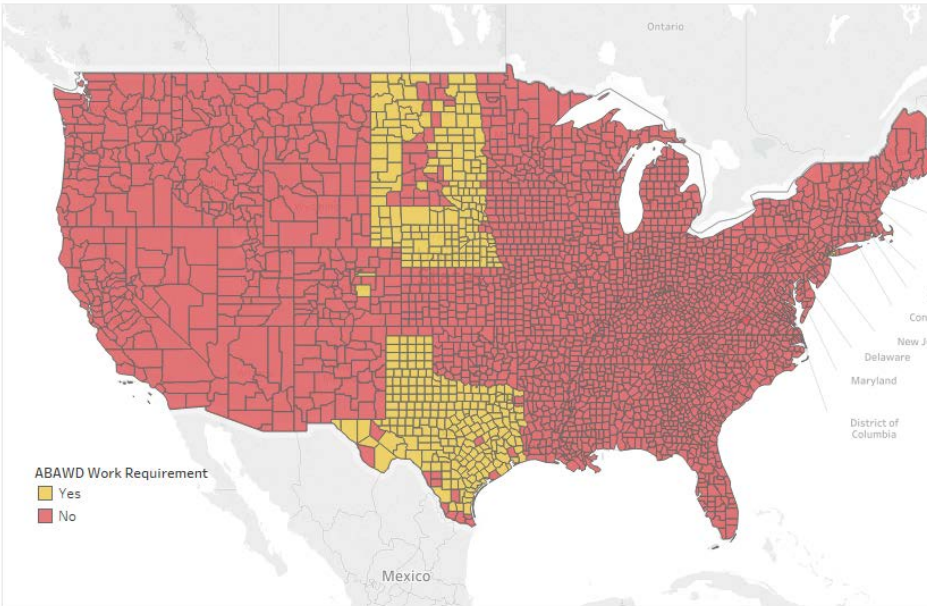 Ontario
Con
New J
Delaware
Maryland
District of
Columbia
ABAWD Work Requirement
Yes
No
Mexico